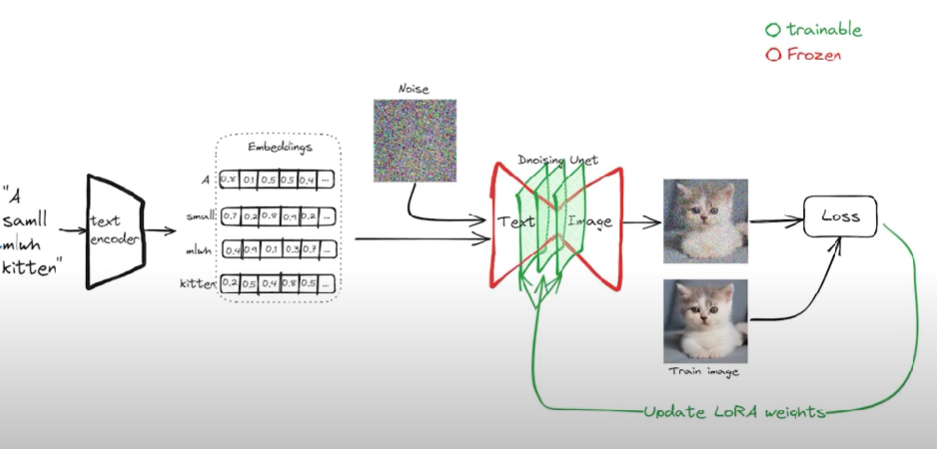 trainable
Frozen
Noise
Embeddings
Dnoising Unet
"A
samll
mlwh
kitten"
text
encoder
A 0.8 0.1 0.5 0.5 0.4 ...
small 0.7 0.2 0.8 0.9 0.2 ...
mlwh 0.4 0.9 0.1 0.3 0.7 ...
kitten 0.2 0.5 0.4 0.8 0.5 ...
Text
Image
Loss
Train image
Update LoRA weights